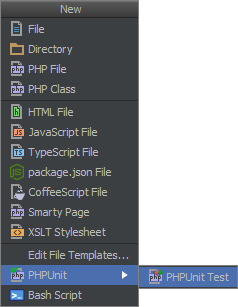 New
File
Directory
PHP File
PHP Class
HTML File
JavaScript File
TypeScript File
package.json File
CoffeeScript File
Smarty Page
XSLT Stylesheet
Edit File Templates...
PHPUnit
PHPUnit Test
Bash Script